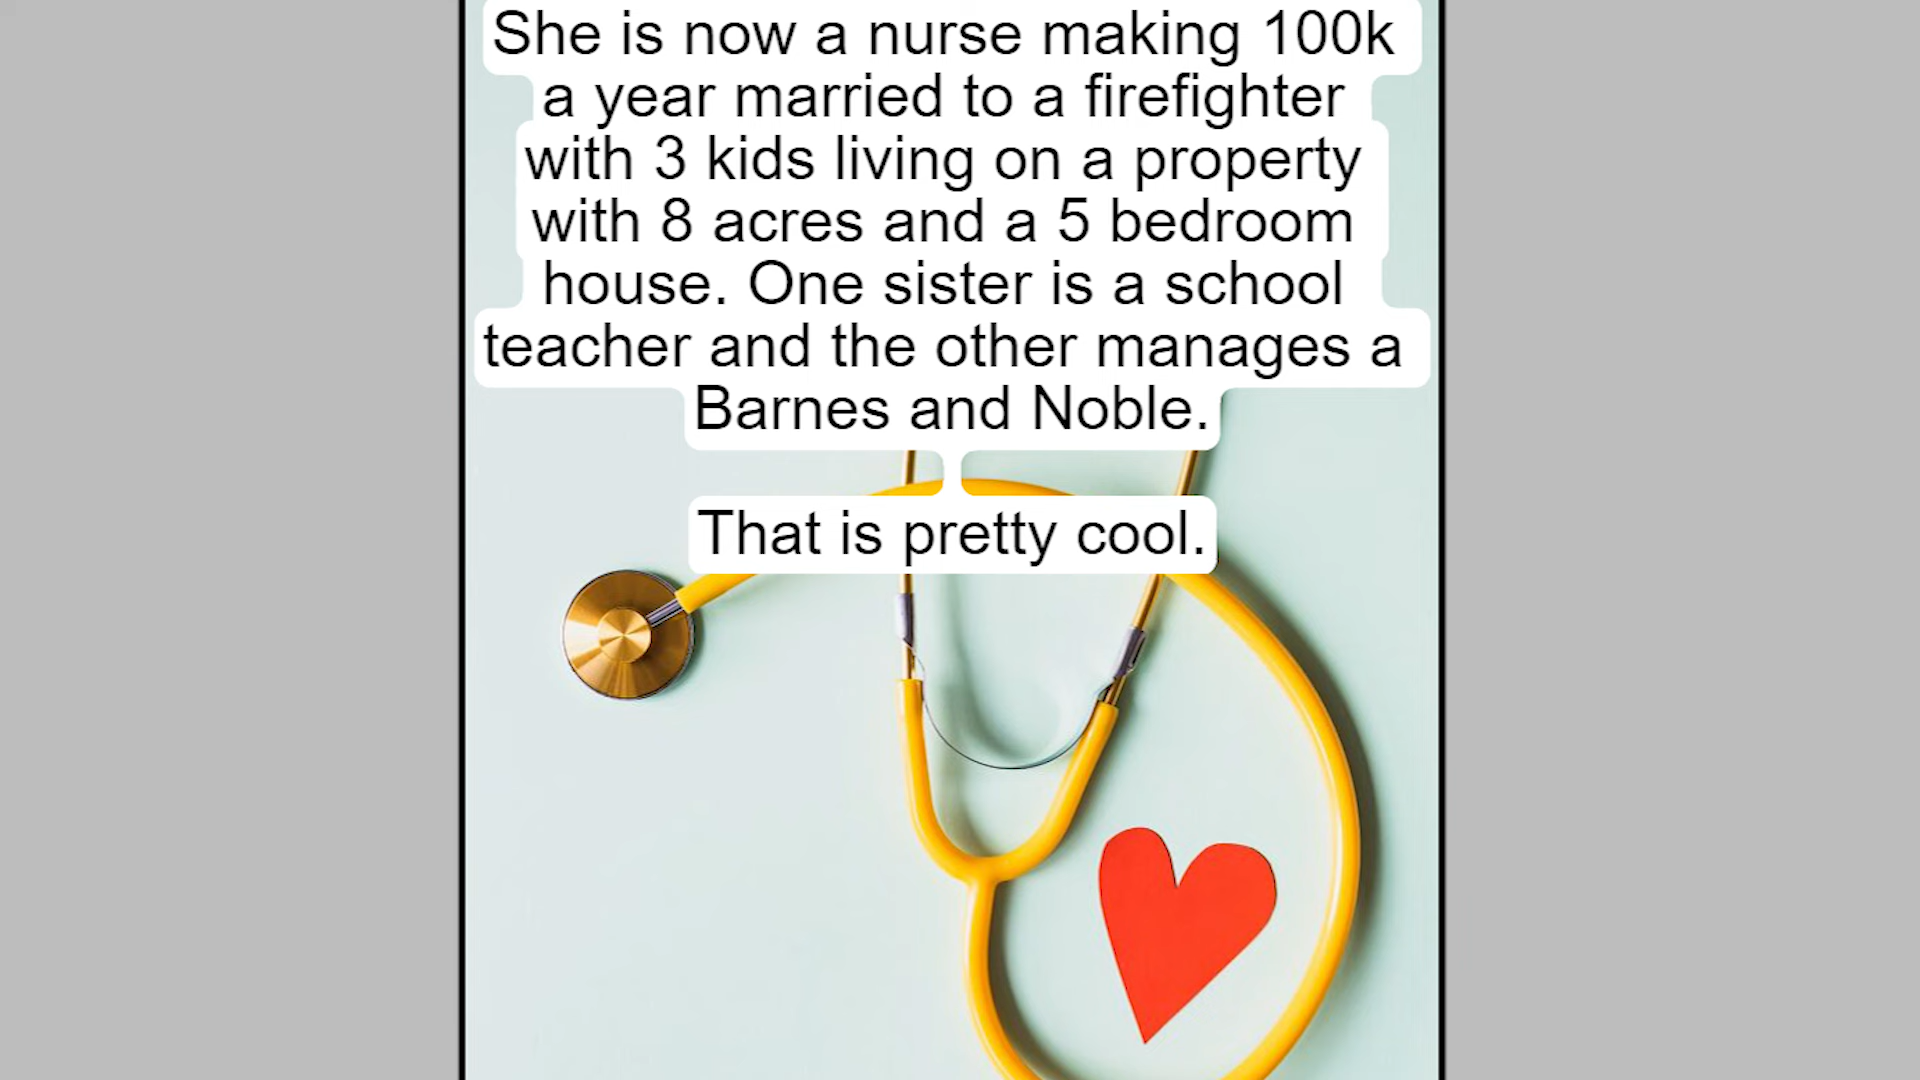 She is now a nurse making 100k
a year married to a firefighter
with 3 kids living on a property
with 8 acres and a 5 bedroom
house. One sister is a school
teacher and the other manages a
Barnes and Noble.
That is pretty cool.